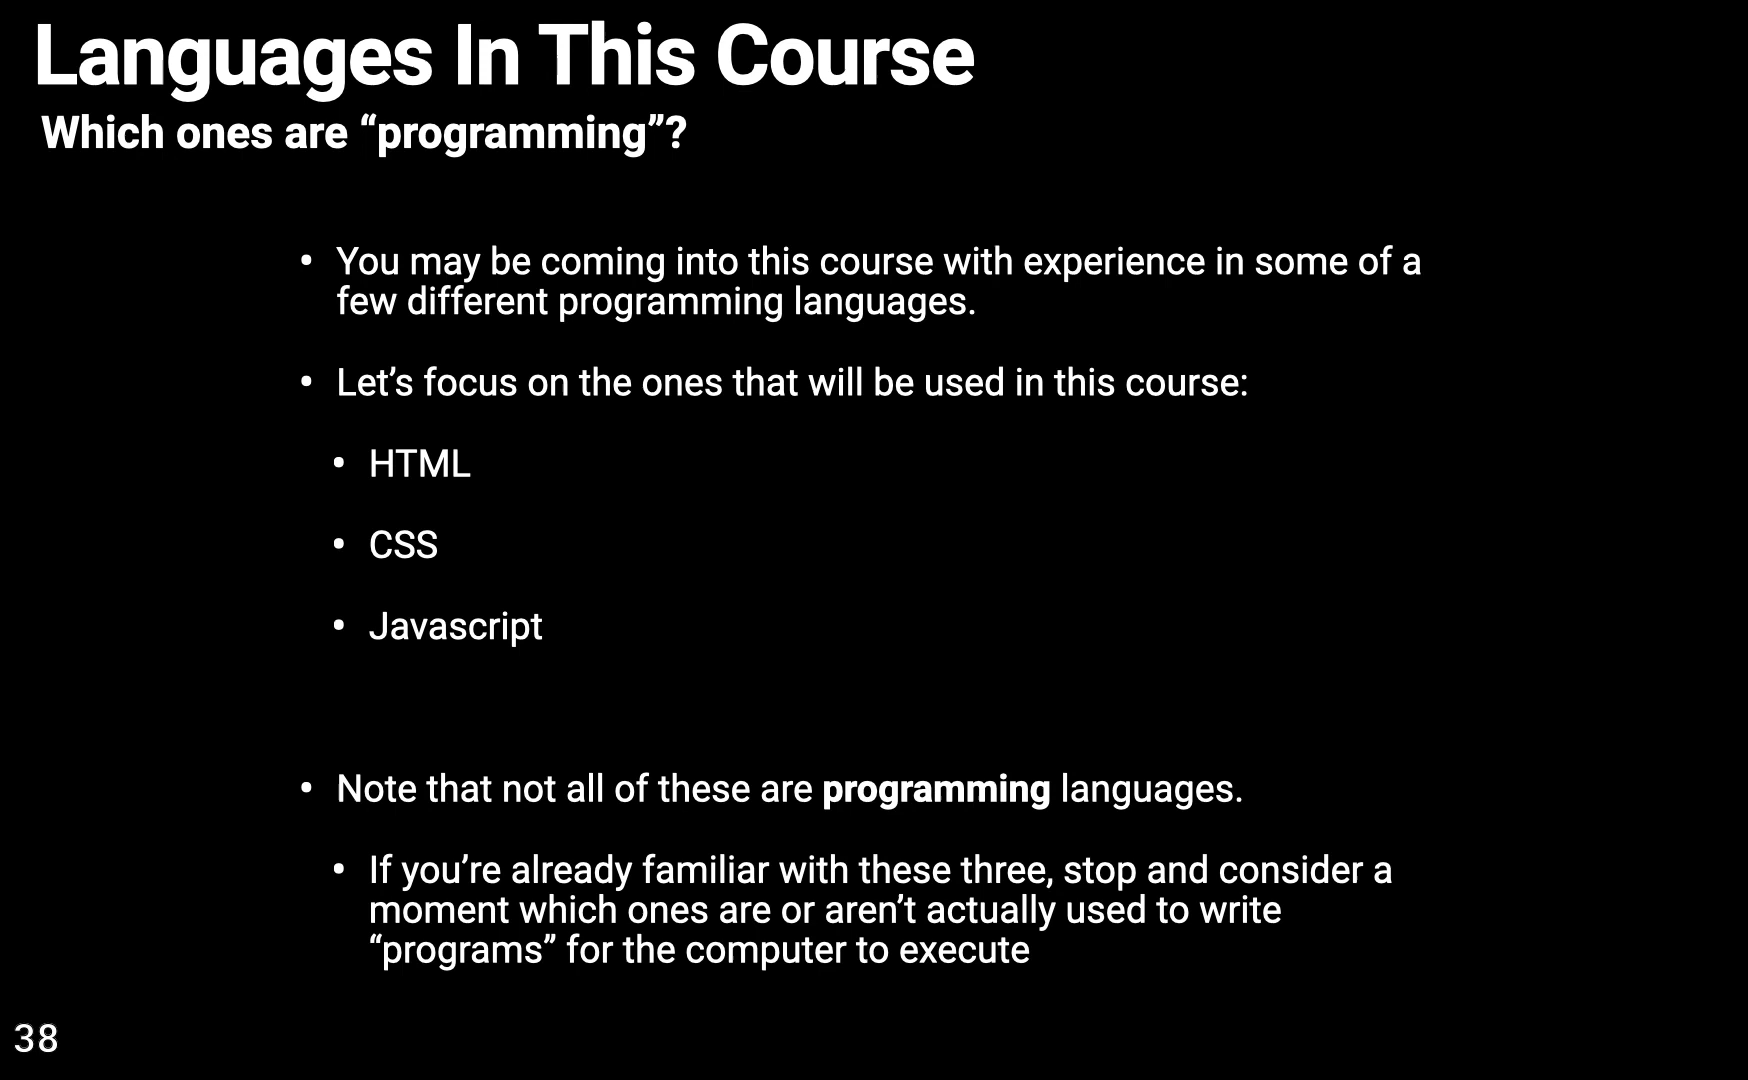 Languages In This Course
Which ones are “programming”?
• You may be coming into this course with experience in some of a
few different programming languages.
• Let’s focus on the ones that will be used in this course:
• HTML
• CSS
• Javascript
• Note that not all of these are programming languages.
• If you’re already familiar with these three, stop and consider a
moment which ones are or aren’t actually used to write
“programs” for the computer to execute
38